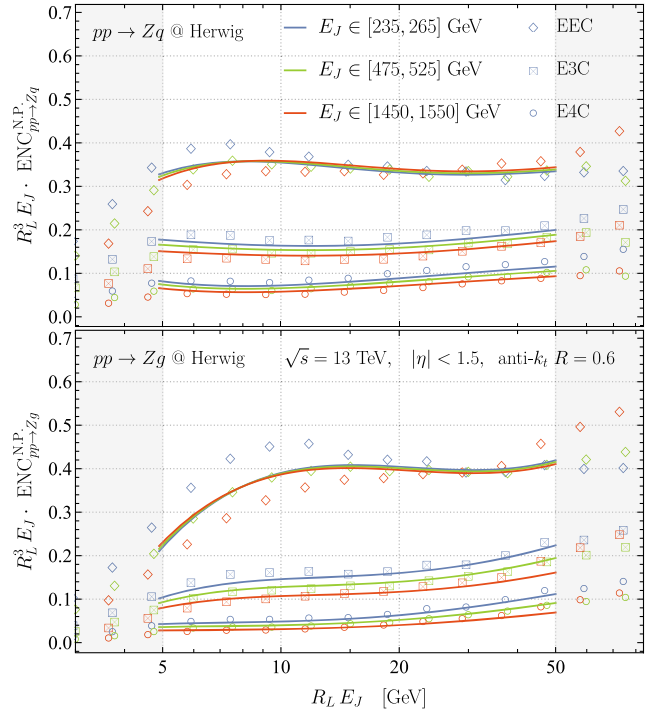 0.7
pp → Zq @ Herwig
E_J ∈ [235, 265] GeV
EEC
0.6
E_J ∈ [475, 525] GeV
E3C
0.5
E_J ∈ [1450, 1550] GeV
E4C
0.4
0.3
0.2
0.1
0.0
R_L^3 E_J · ENC^{N.P.}_{pp→Zq}
0.7
pp → Zg @ Herwig
√s = 13 TeV, |η| < 1.5, anti-k_t R = 0.6
0.6
0.5
0.4
0.3
0.2
0.1
0.0
R_L^3 E_J · ENC^{N.P.}_{pp→Zg}
5 10 20 50
R_L E_J [GeV]